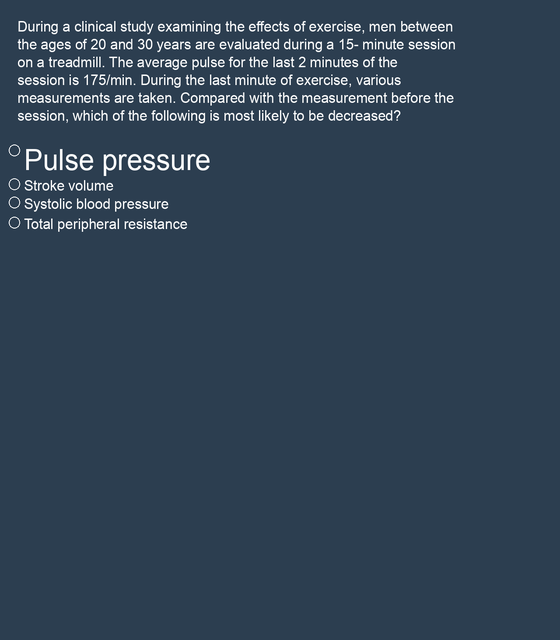 During a clinical study examining the effects of exercise, men between
the ages of 20 and 30 years are evaluated during a 15- minute session
on a treadmill. The average pulse for the last 2 minutes of the
session is 175/min. During the last minute of exercise, various
measurements are taken. Compared with the measurement before the
session, which of the following is most likely to be decreased?
Pulse pressure
Stroke volume
Systolic blood pressure
Total peripheral resistance